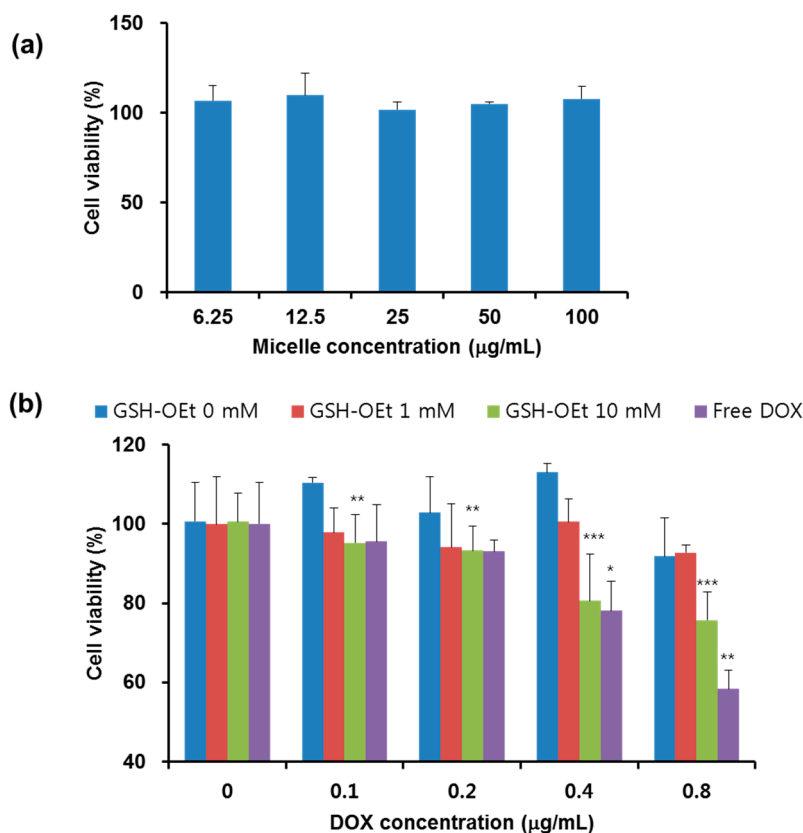 (a)
Cell viability (%)
150
100
50
0
6.25 12.5 25 50 100
Micelle concentration (μg/mL)
(b)
GSH-OEt 0 mM GSH-OEt 1 mM GSH-OEt 10 mM Free DOX
Cell viability (%)
120
100
80
60
40
** ** *** * *** **
0 0.1 0.2 0.4 0.8
DOX concentration (μg/mL)